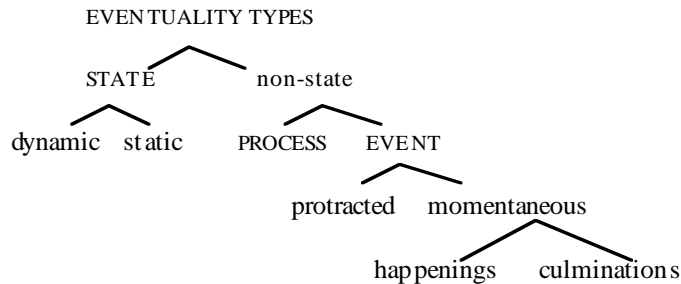 EVENTUALITY TYPES
STATE non-state
dynamic static PROCESS EVENT
protracted momentaneous
happenings culminations